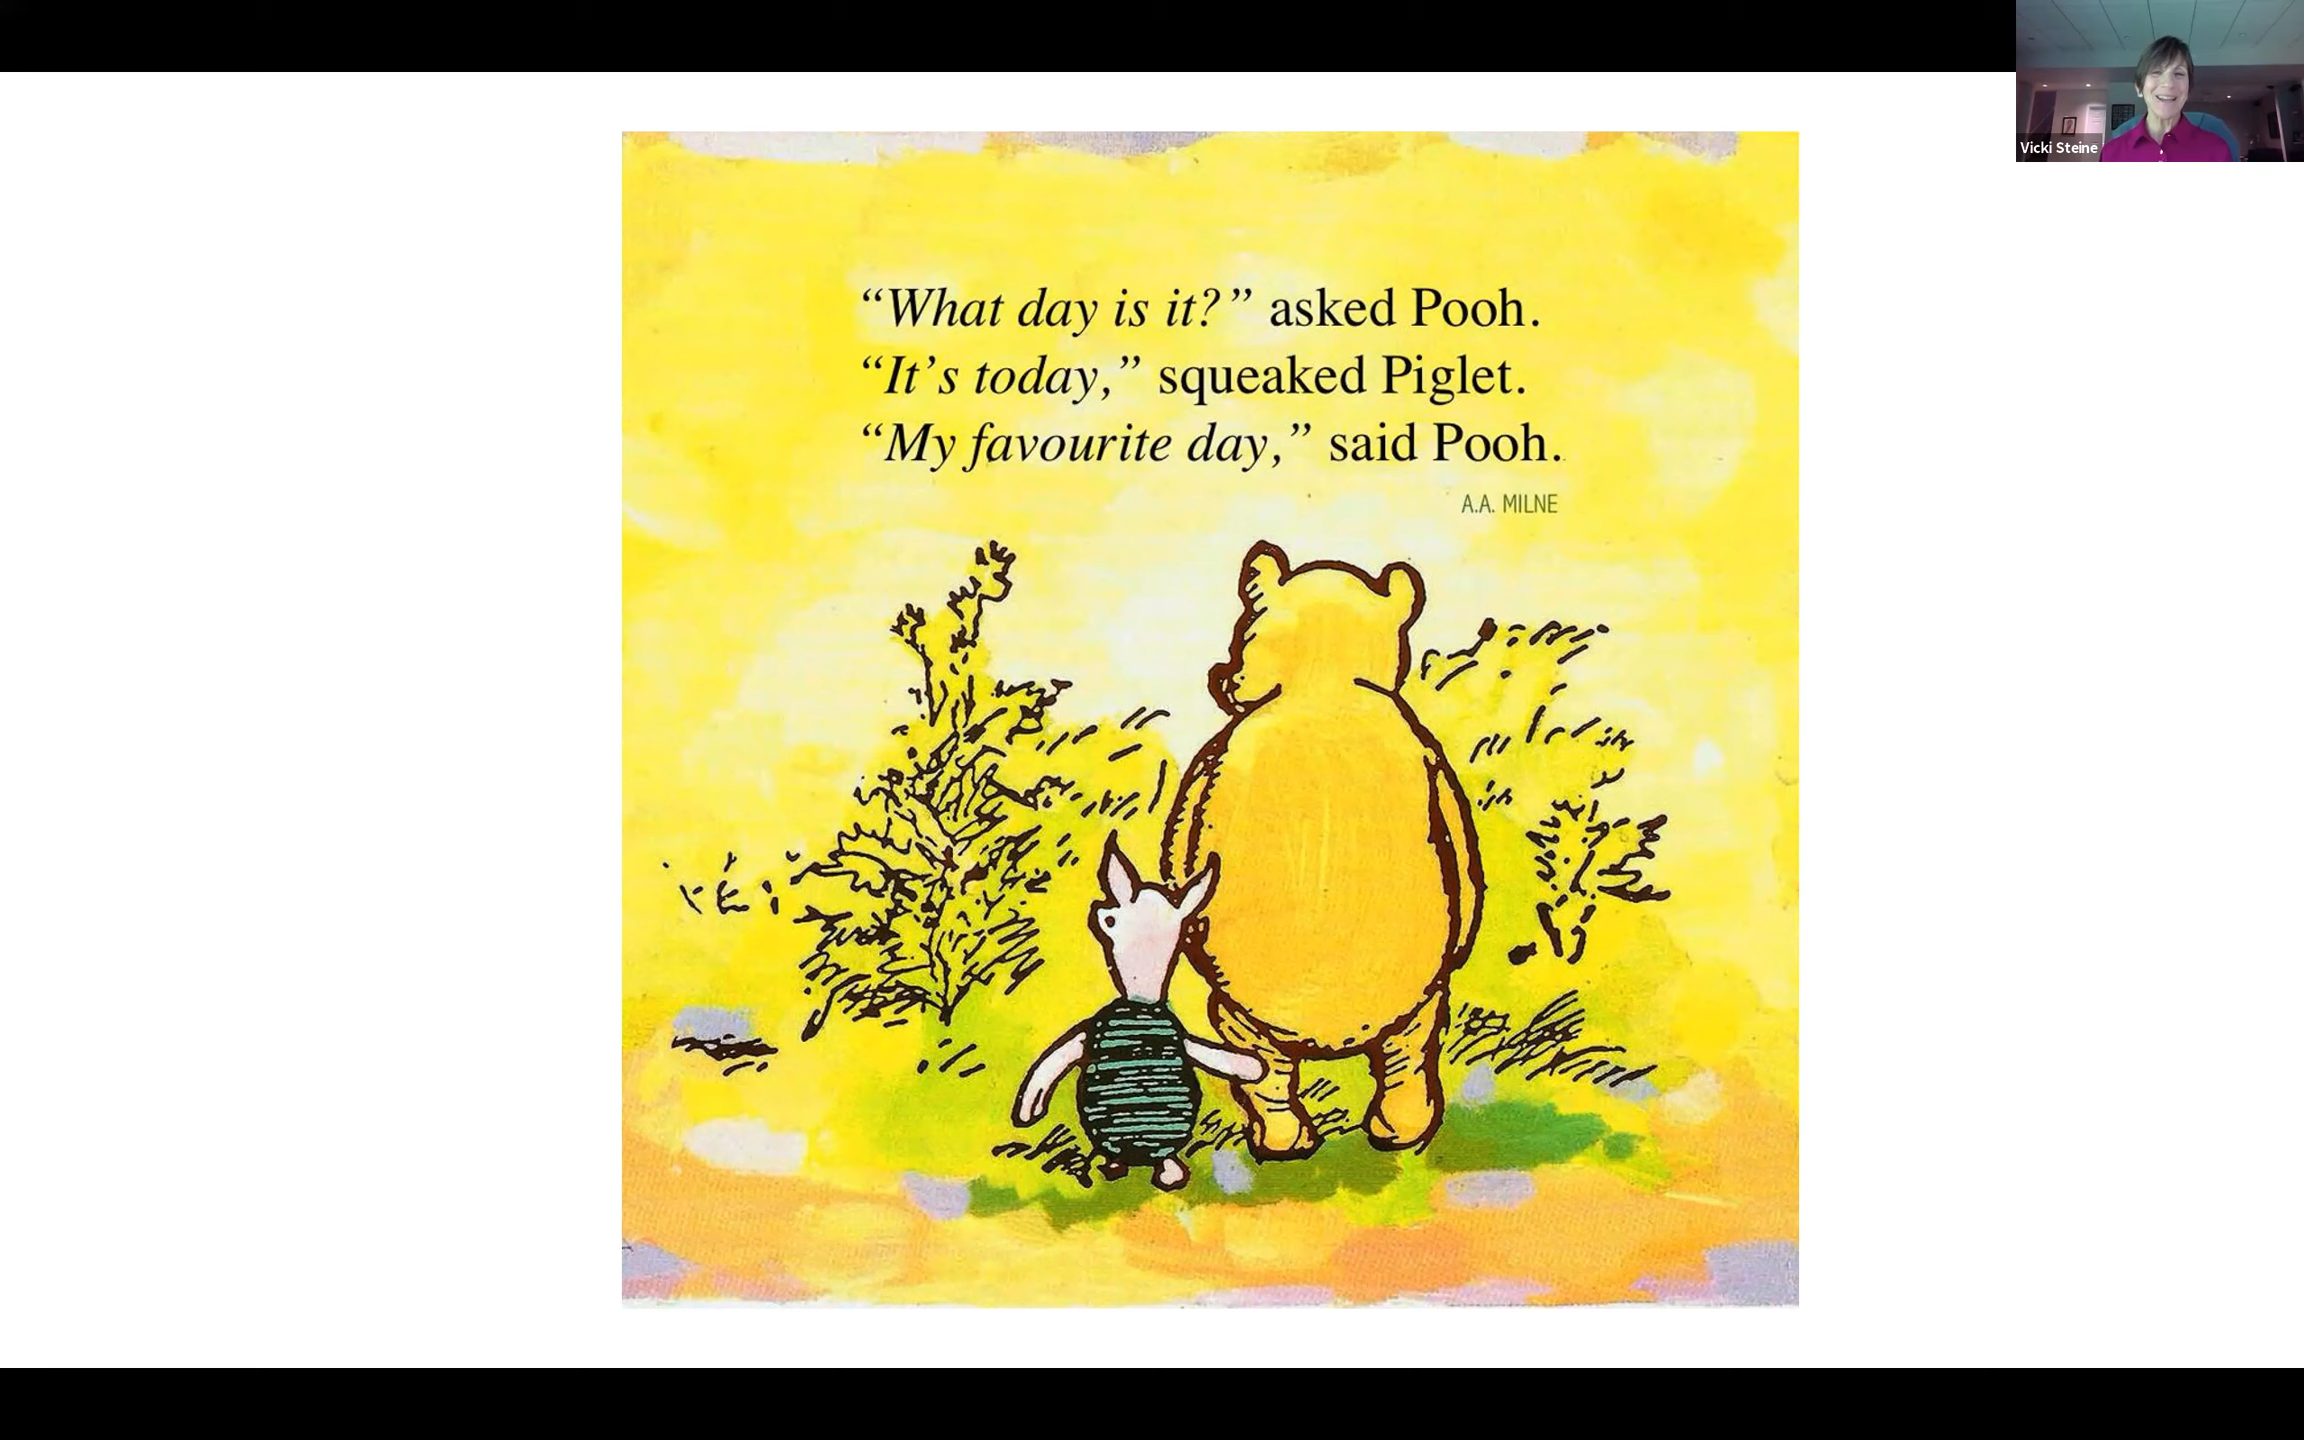 “What day is it?” asked Pooh.
“It’s today,” squeaked Piglet.
“My favourite day,” said Pooh.
A.A. MILNE
Vicki Steine